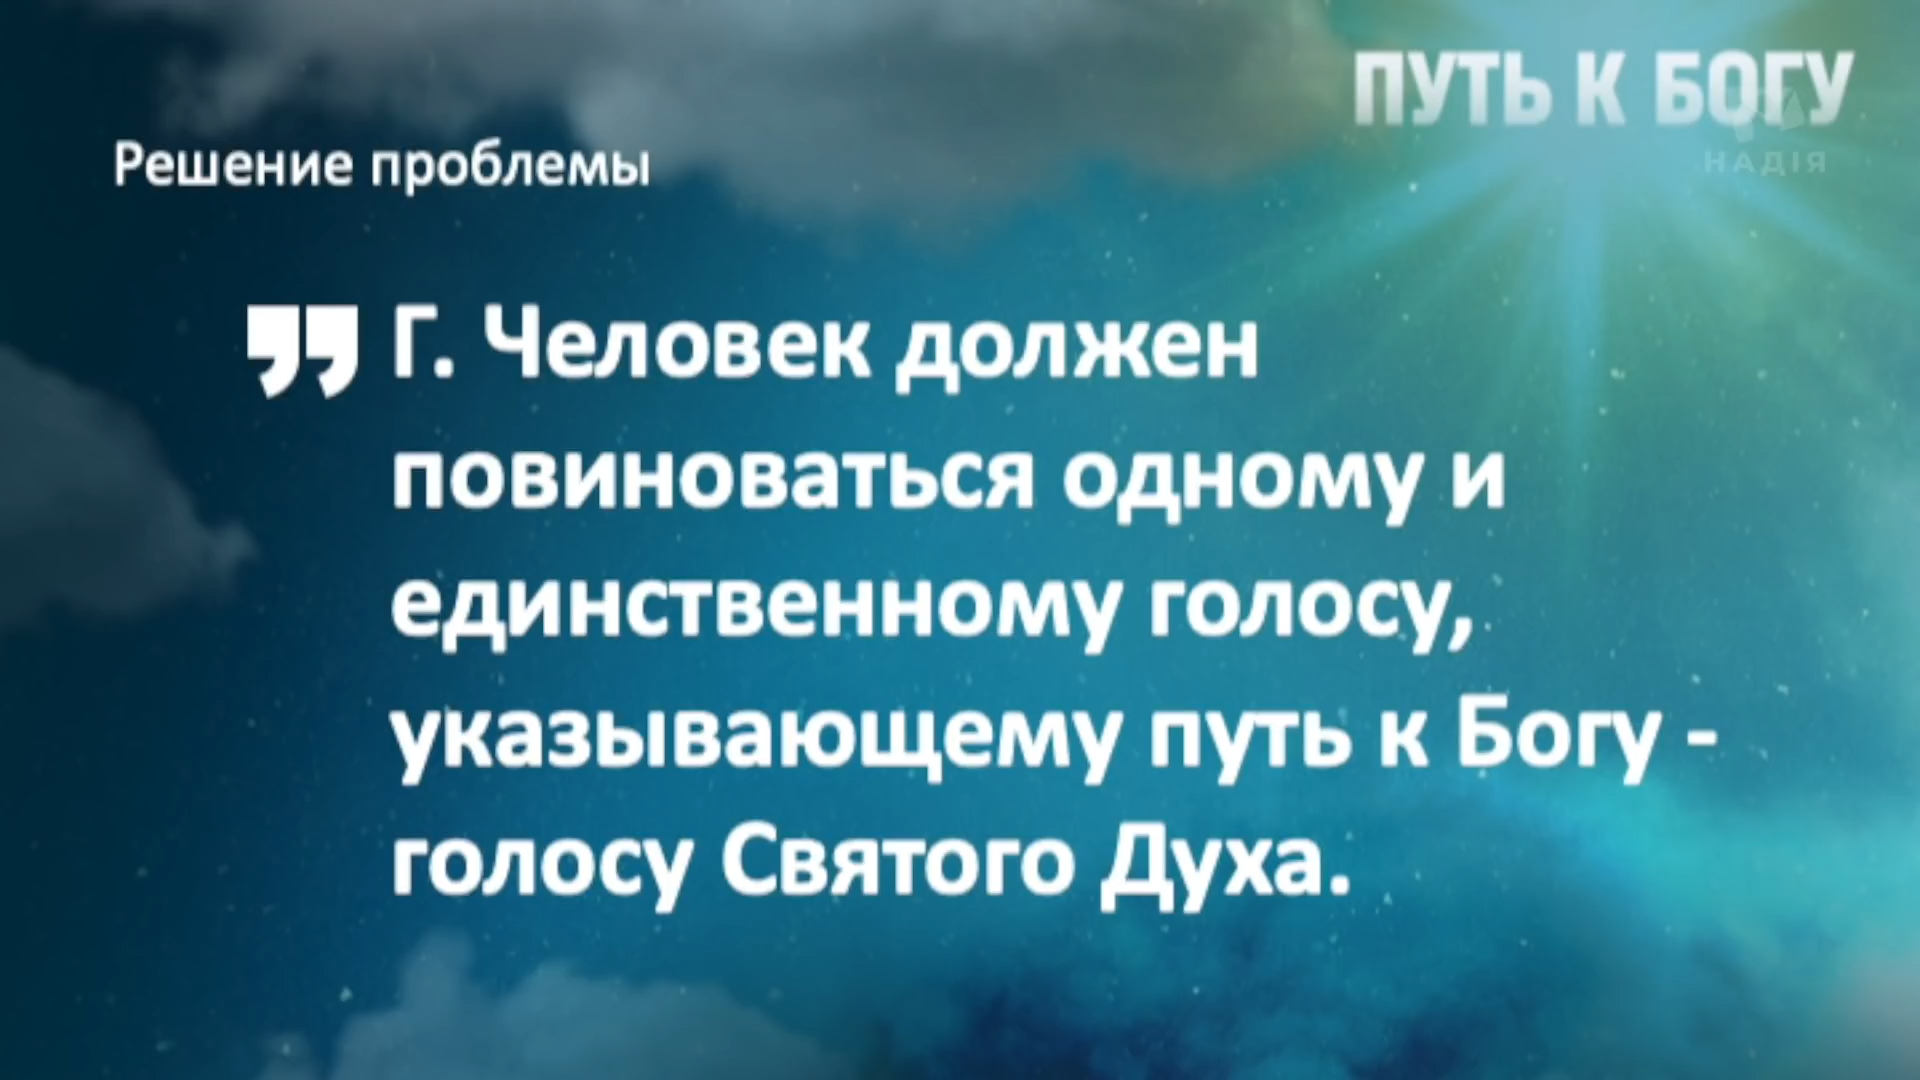 ПУТЬ К БОГУ
НАДІЯ
Решение проблемы
” Г. Человек должен
повиноваться одному и
единственному голосу,
указывающему путь к Богу -
голосу Святого Духа.